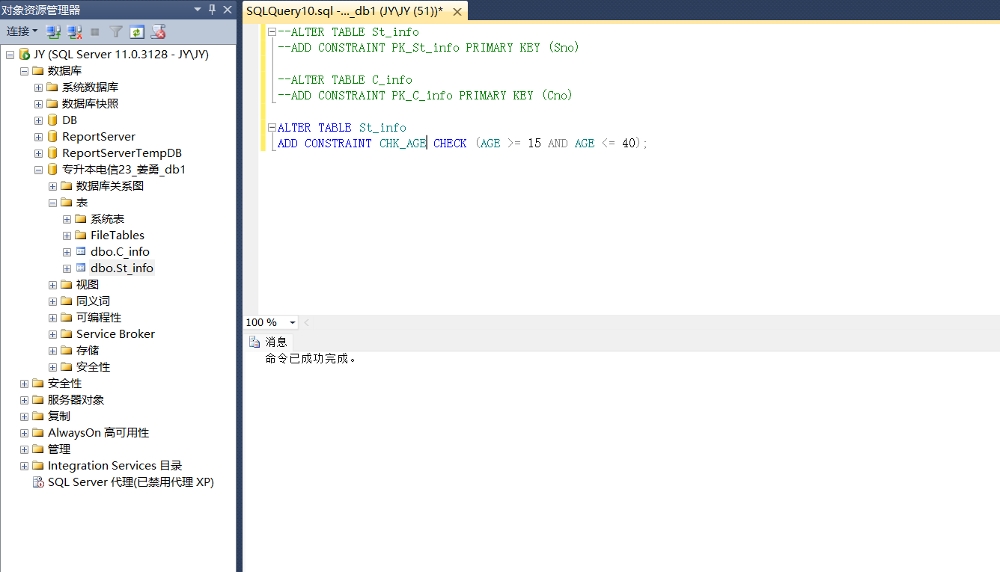 对象资源管理器
连接
JY (SQL Server 11.0.3128 - JY\JY)
数据库
系统数据库
数据库快照
DB
ReportServer
ReportServerTempDB
专升本电信23_姜勇_db1
数据库关系图
表
系统表
FileTables
dbo.C_info
dbo.St_info
视图
同义词
可编程性
Service Broker
存储
安全性
安全性
服务器对象
复制
AlwaysOn 高可用性
管理
Integration Services 目录
SQL Server 代理(已禁用代理 XP)
SQLQuery10.sql -..._db1 (JY\JY (51))*
--ALTER TABLE St_info
--ADD CONSTRAINT PK_St_info PRIMARY KEY (Sno)
--ALTER TABLE C_info
--ADD CONSTRAINT PK_C_info PRIMARY KEY (Cno)
ALTER TABLE St_info
ADD CONSTRAINT CHK_AGE CHECK (AGE >= 15 AND AGE <= 40);
100 %
消息
命令已成功完成。